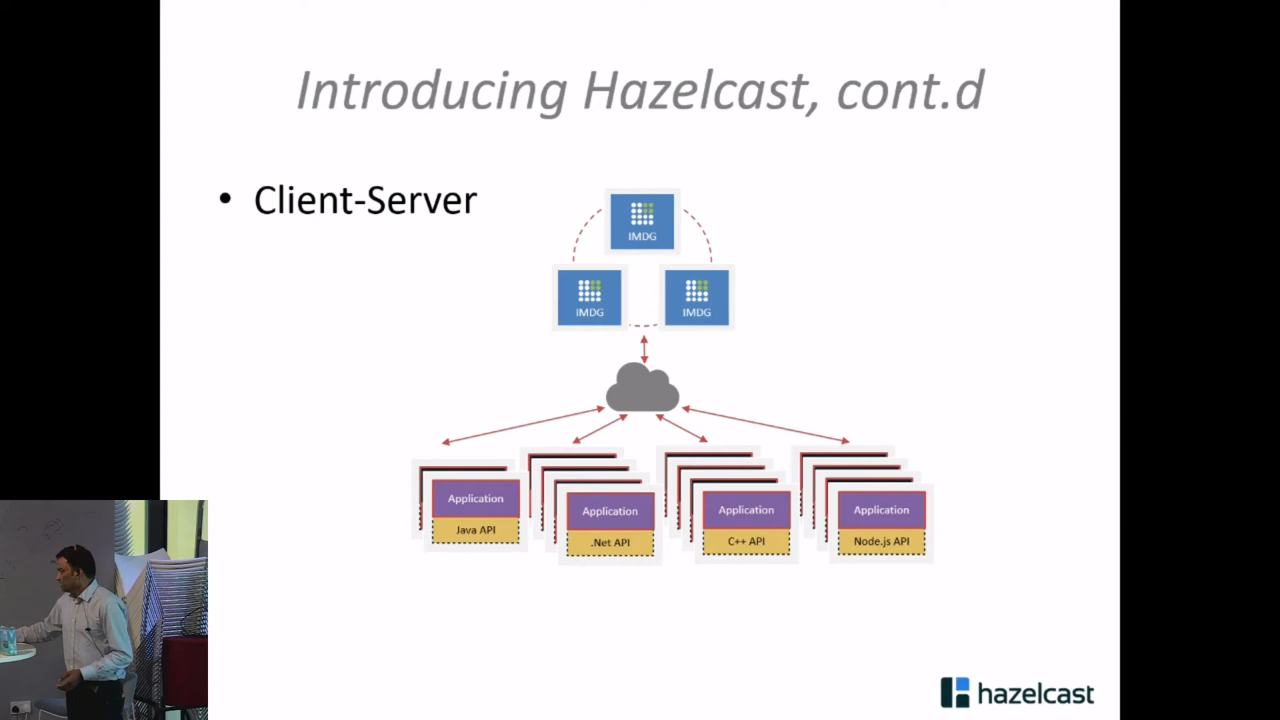 Introducing Hazelcast, cont.d
• Client-Server
IMDG
IMDG
IMDG
Application
Java API
Application
.Net API
Application
C++ API
Application
Node.js API
hazelcast